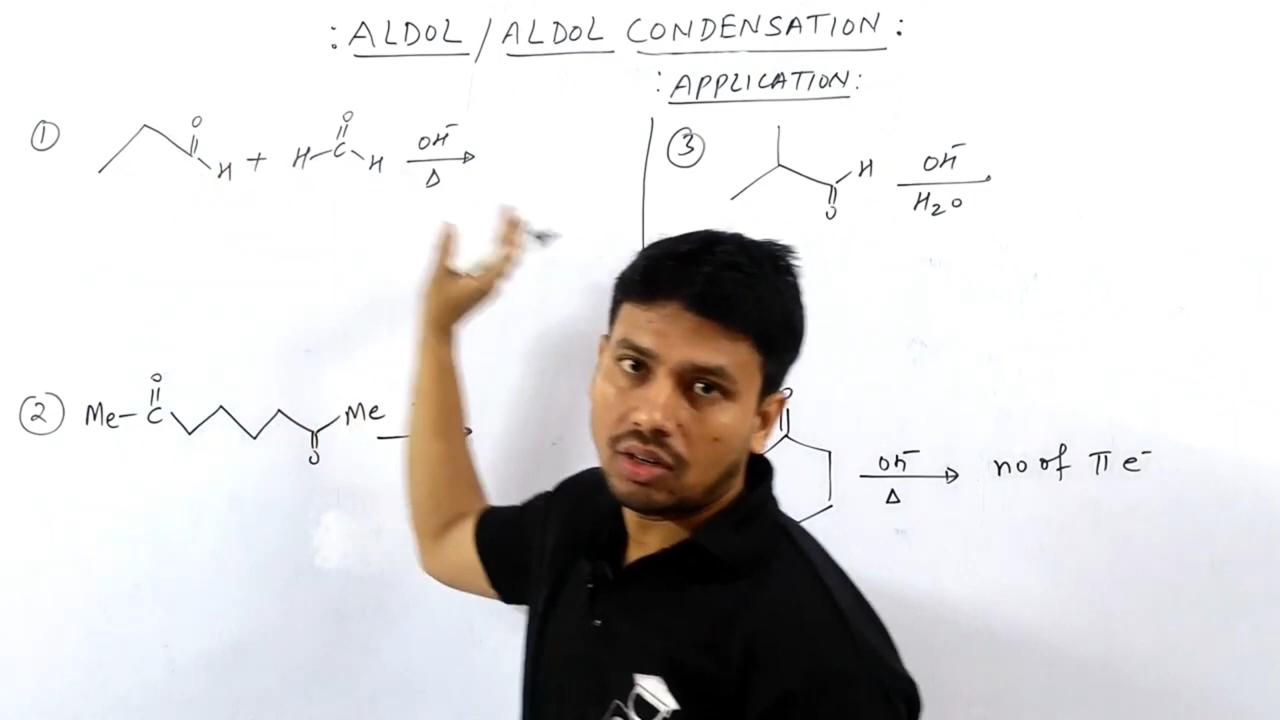 : ALDOL / ALDOL CONDENSATION :
: APPLICATION :
① O H + H-C-H O OH⁻ Δ
③ H O OH⁻ H₂O
② Me-C O Me O
O OH⁻ Δ no of π e⁻